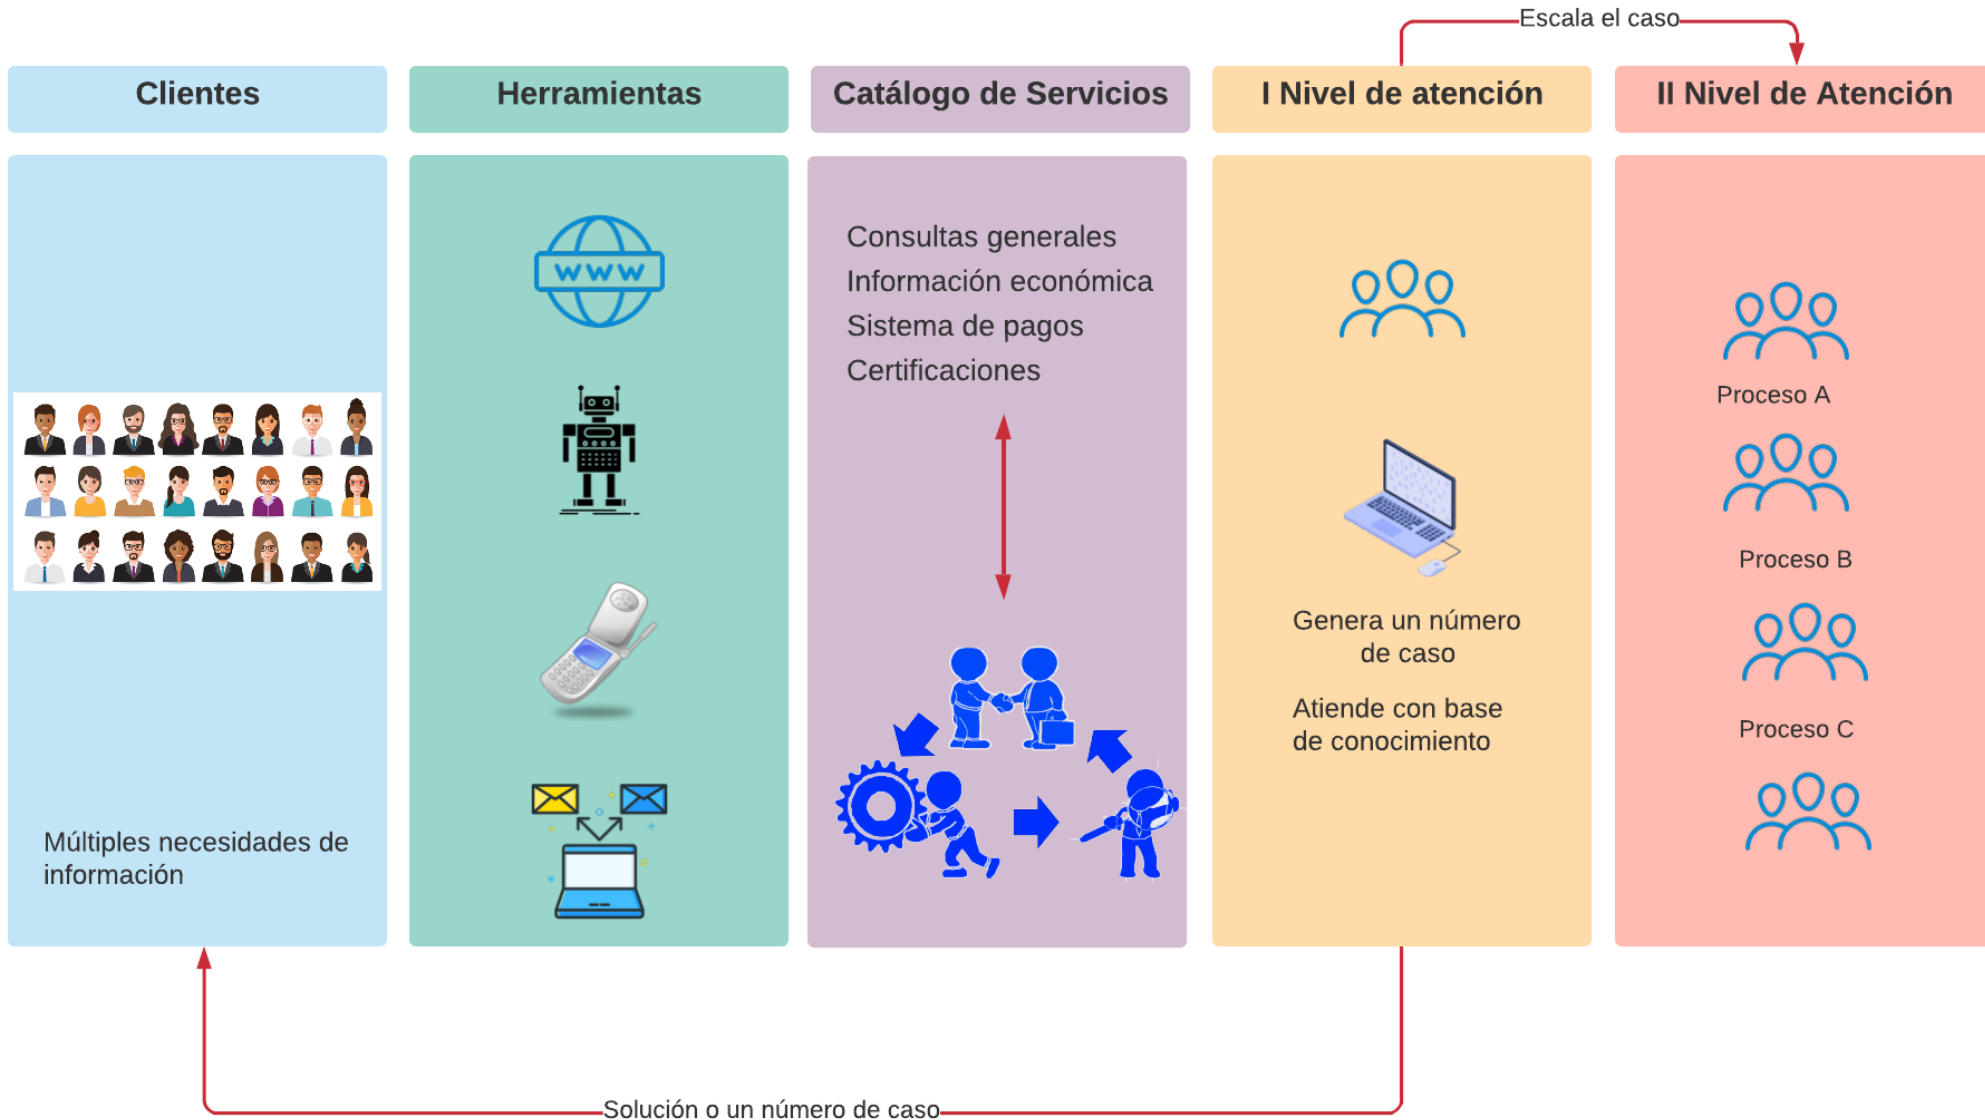 Escala el caso
Clientes
Herramientas
Catálogo de Servicios
I Nivel de atención
II Nivel de Atención
Múltiples necesidades de
información
WWW
Consultas generales
Información económica
Sistema de pagos
Certificaciones
Genera un número
de caso
Atiende con base
de conocimiento
Proceso A
Proceso B
Proceso C
Solución o un número de caso